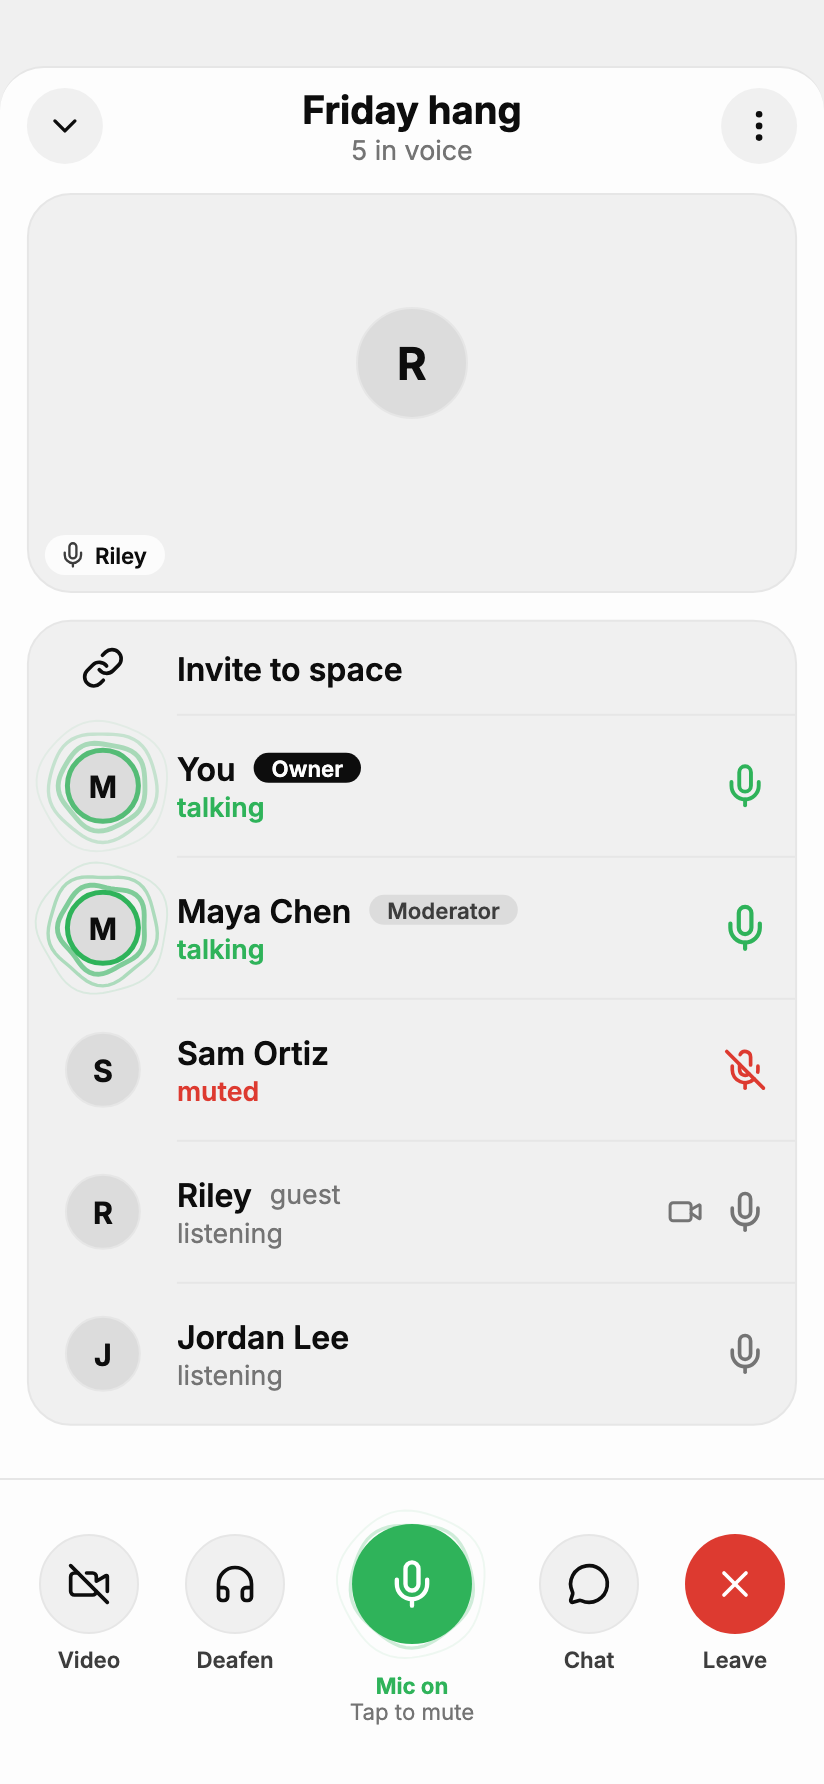 Friday hang
5 in voice
R
Riley
Invite to space
M
You Owner
talking
M
Maya Chen Moderator
talking
S
Sam Ortiz
muted
R
Riley guest
listening
J
Jordan Lee
listening
Video
Deafen
Mic on
Tap to mute
Chat
Leave